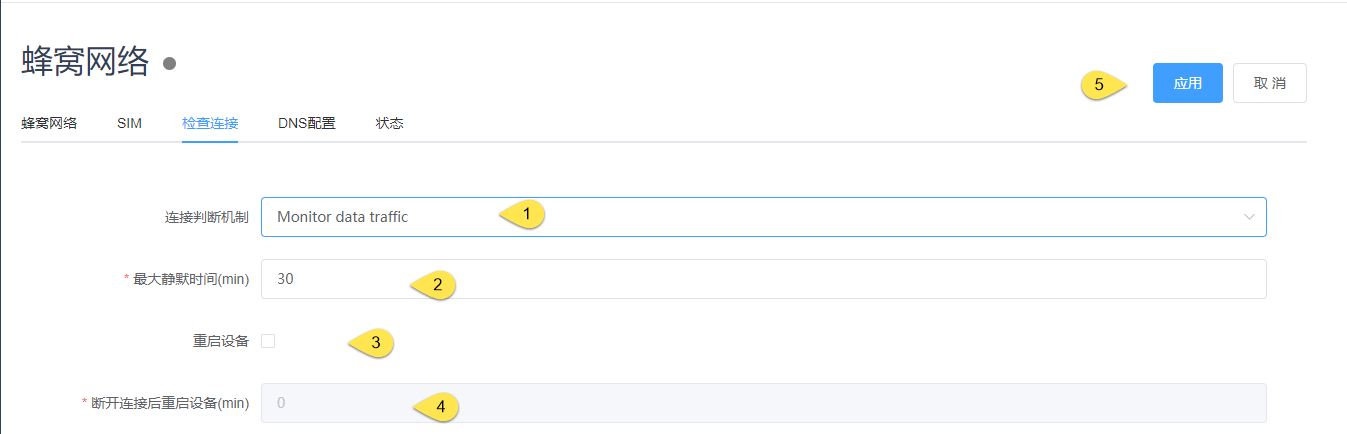 蜂窝网络
5 应用 取 消
蜂窝网络 SIM 检查连接 DNS配置 状态
连接判断机制 Monitor data traffic 1
* 最大静默时间(min) 30 2
重启设备 3
* 断开连接后重启设备(min) 0 4